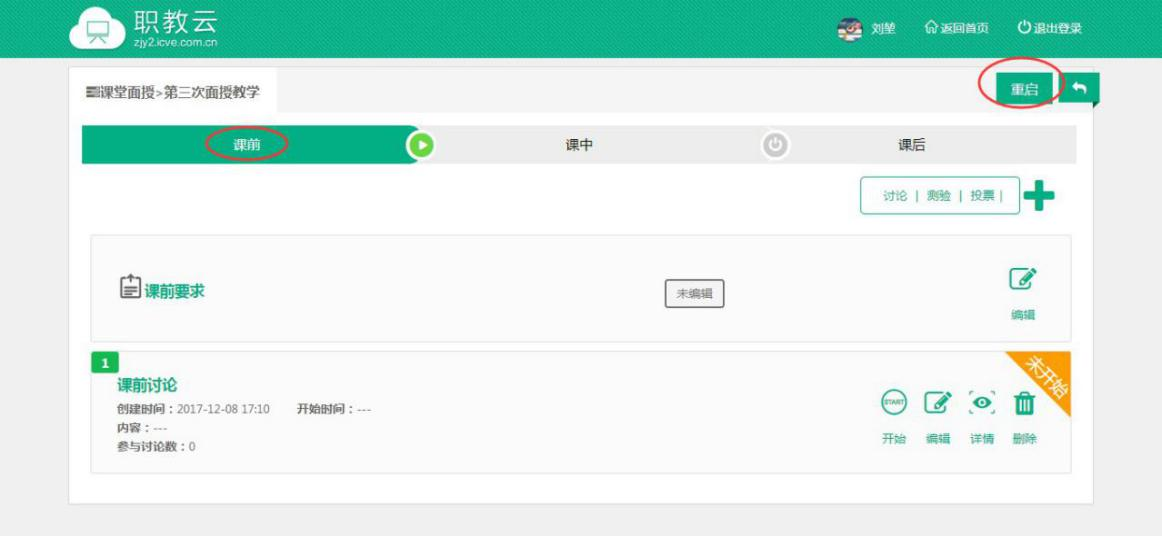 职教云
zjy2.icve.com.cn
刘堃 返回首页 退出登录
课堂面授>第三次面授教学
重启
课前 课中 课后
讨论 | 测验 | 投票 |
课前要求 未编辑 编辑
1
未开始
课前讨论
创建时间：2017-12-08 17:10 开始时间：---
内容：---
参与讨论数：0
START
开始 编辑 详情 删除